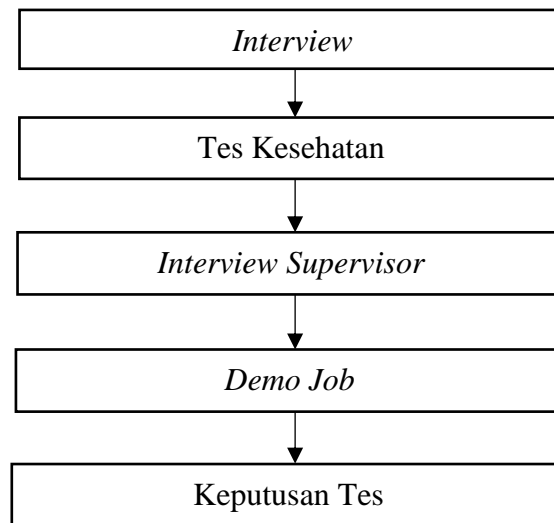 Interview
Tes Kesehatan
Interview Supervisor
Demo Job
Keputusan Tes